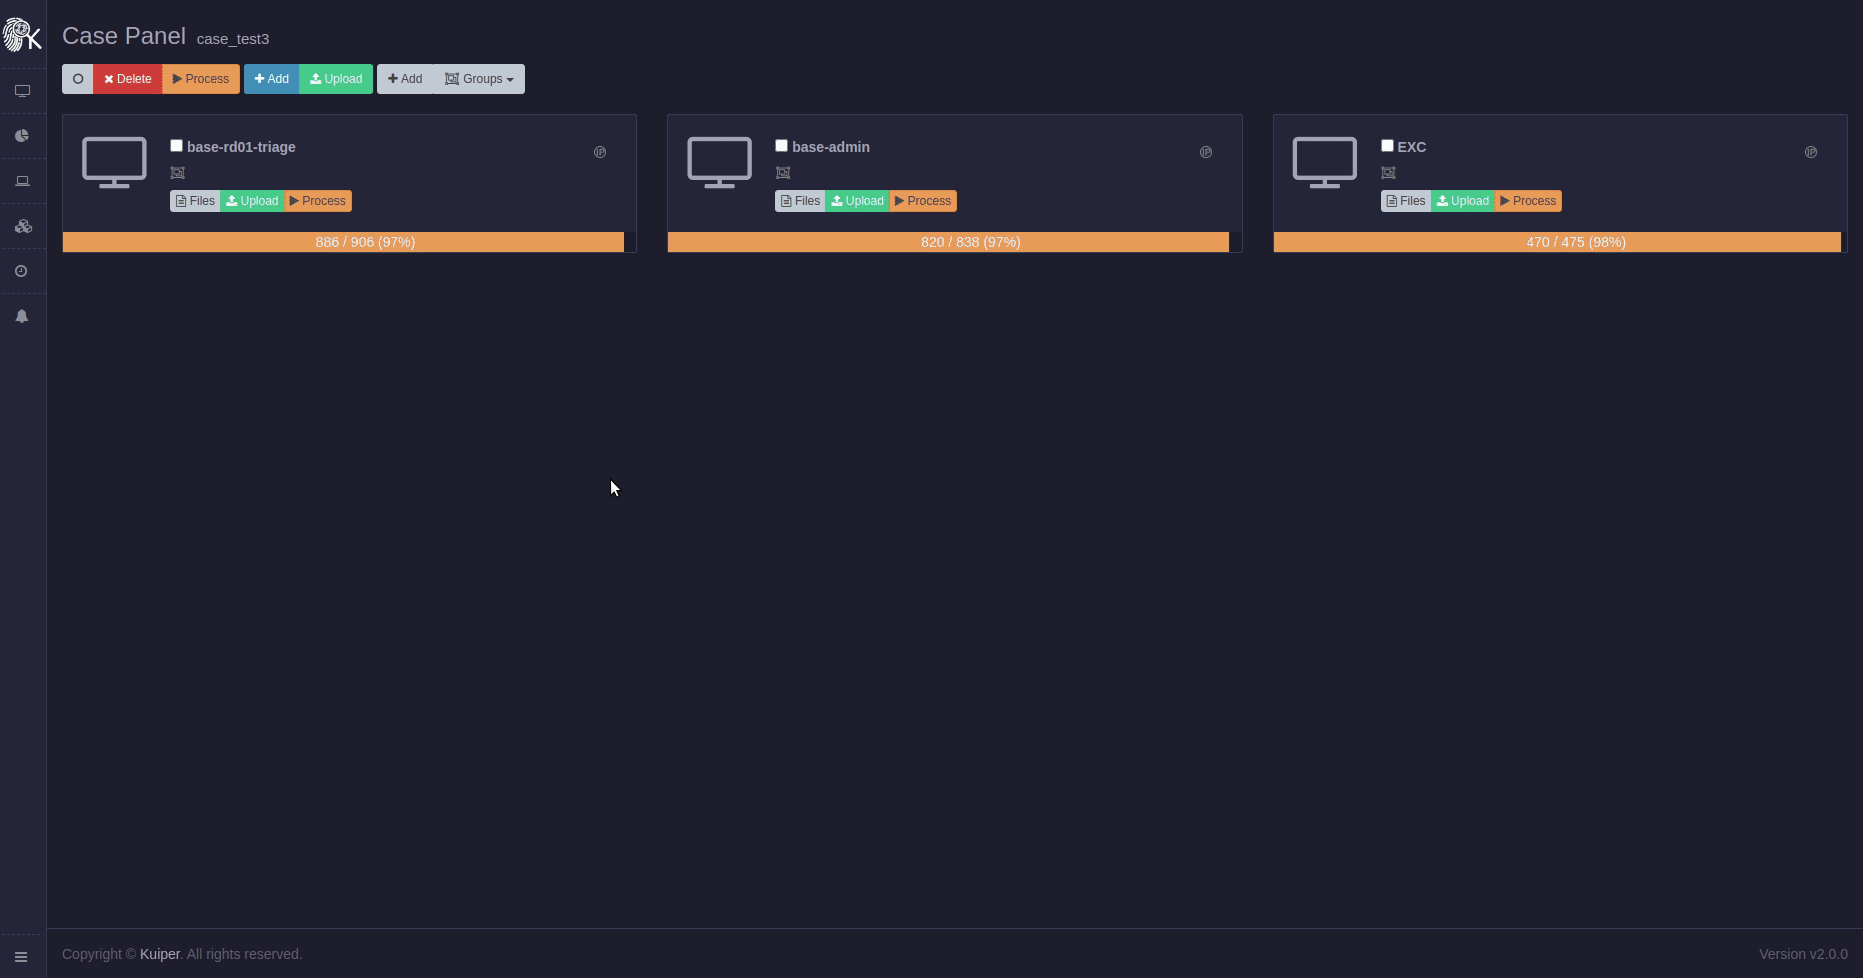 Case Panel case_test3
Delete Process Add Upload Add Groups
base-rd01-triage
Files Upload Process
886 / 906 (97%)
base-admin
Files Upload Process
820 / 838 (97%)
EXC
Files Upload Process
470 / 475 (98%)
Copyright © Kuiper. All rights reserved.
Version v2.0.0